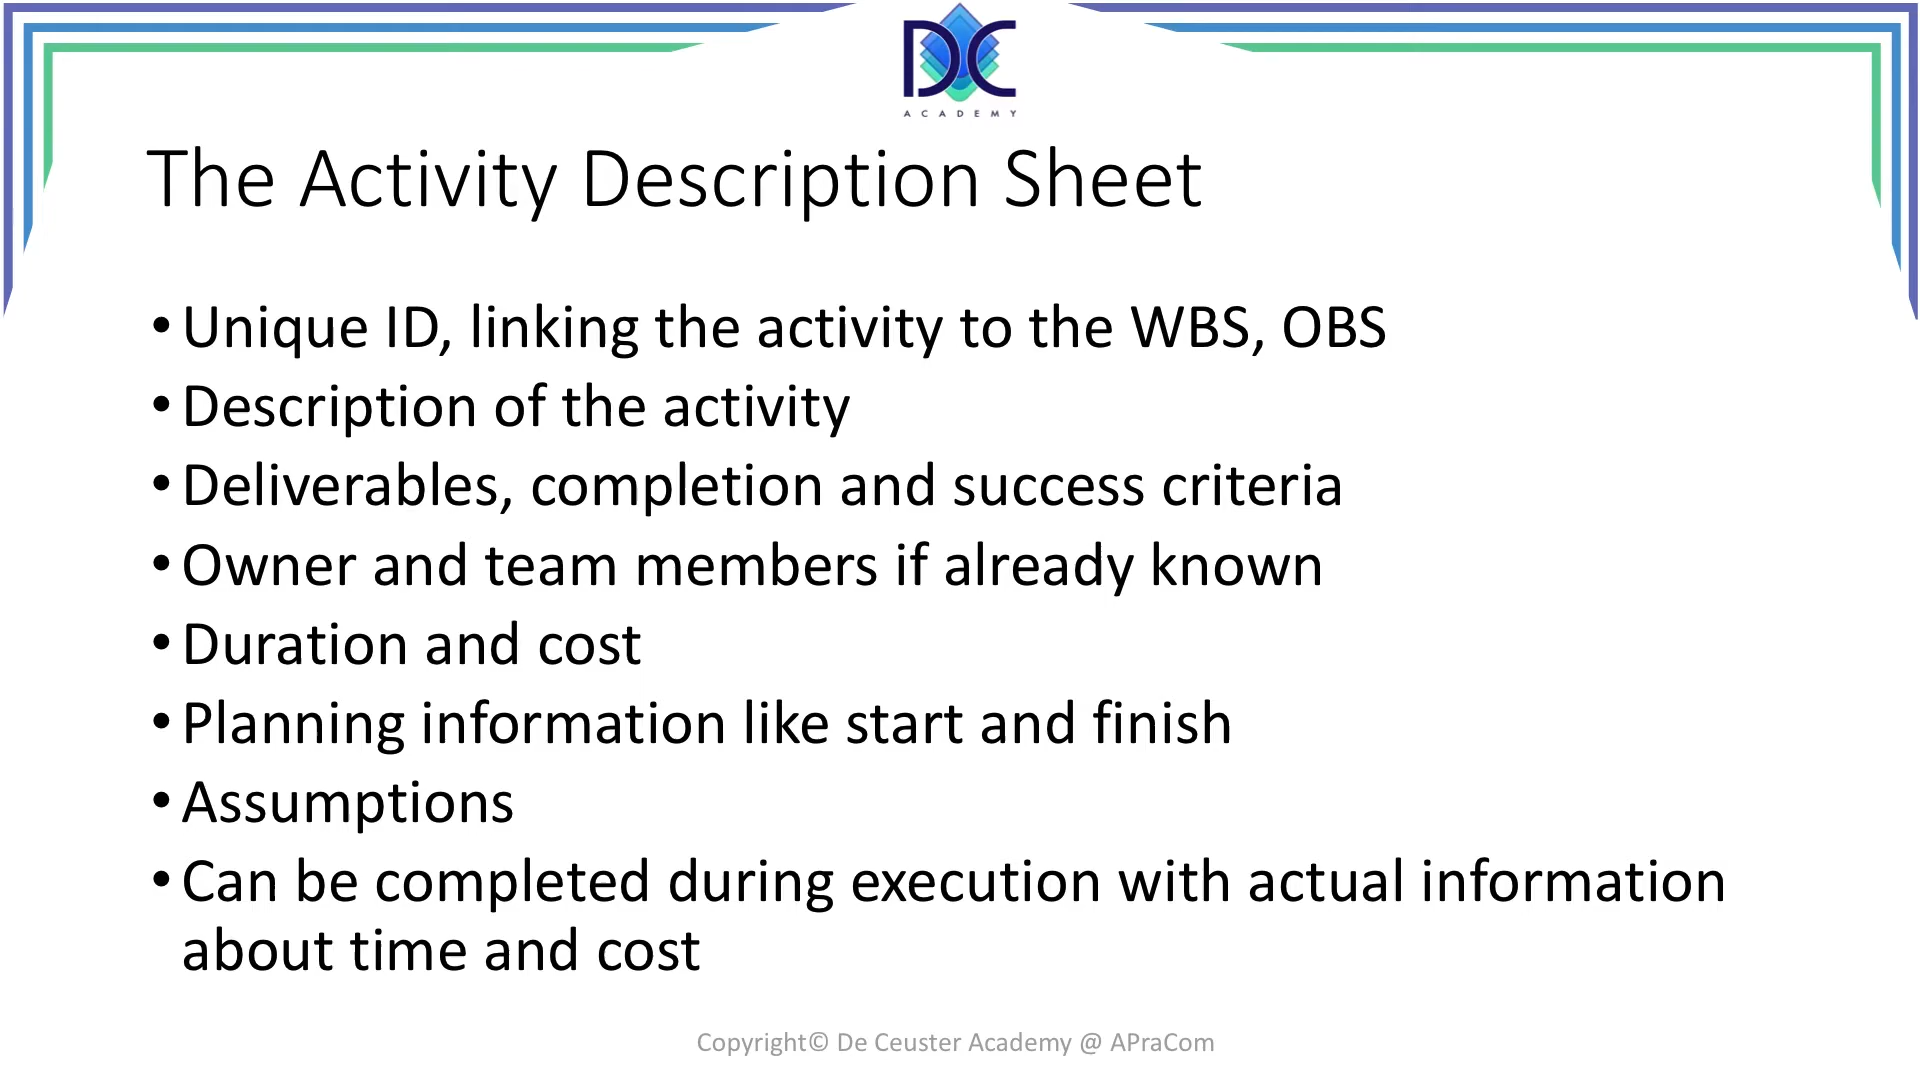 DC
ACADEMY
The Activity Description Sheet
• Unique ID, linking the activity to the WBS, OBS
• Description of the activity
• Deliverables, completion and success criteria
• Owner and team members if already known
• Duration and cost
• Planning information like start and finish
• Assumptions
• Can be completed during execution with actual information
about time and cost
Copyright© De Ceuster Academy @ APraCom